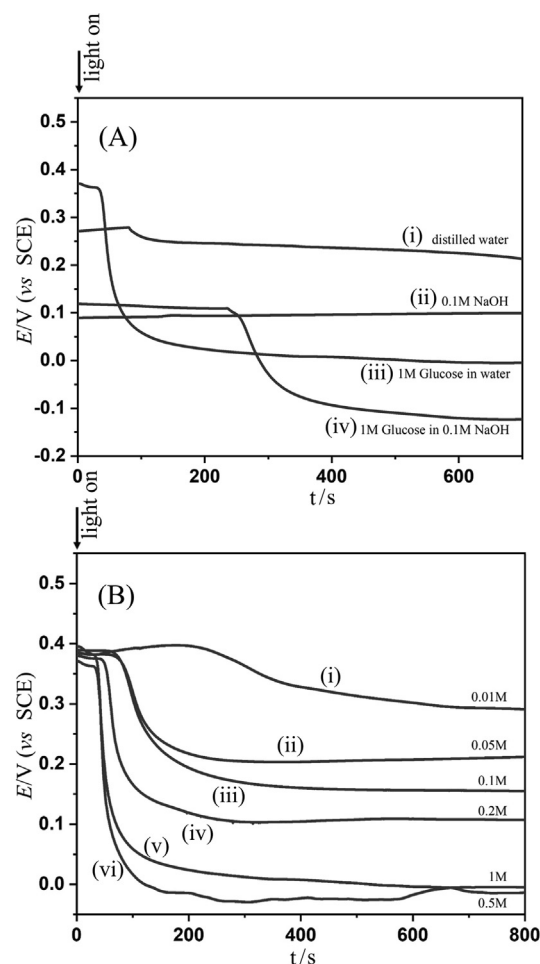 light on
0.5
(A)
0.4
0.3
(i) distilled water
0.2
(ii) 0.1M NaOH
0.1
0.0
(iii) 1M Glucose in water
-0.1
(iv) 1M Glucose in 0.1M NaOH
-0.2
E/V (vs SCE)
0 200 400 600
t/s
light on
0.5
(B)
0.4
(i)
0.3
0.01M
(ii)
0.05M
0.2
(iii)
0.1M
(iv)
0.2M
0.1
(v)
(vi)
1M
0.0
0.5M
E/V (vs SCE)
0 200 400 600 800
t/s